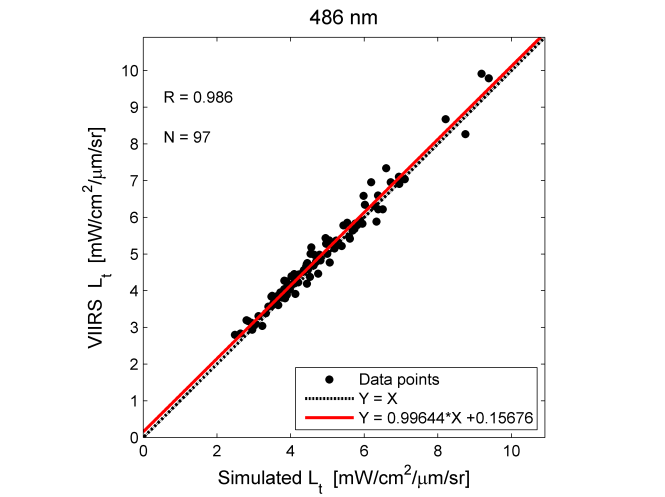 486 nm
R = 0.986
N = 97
10
9
8
7
6
5
4
3
2
1
0
VIIRS L_t [mW/cm²/μm/sr]
Data points
Y = X
Y = 0.99644*X +0.15676
0 2 4 6 8 10
Simulated L_t [mW/cm²/μm/sr]